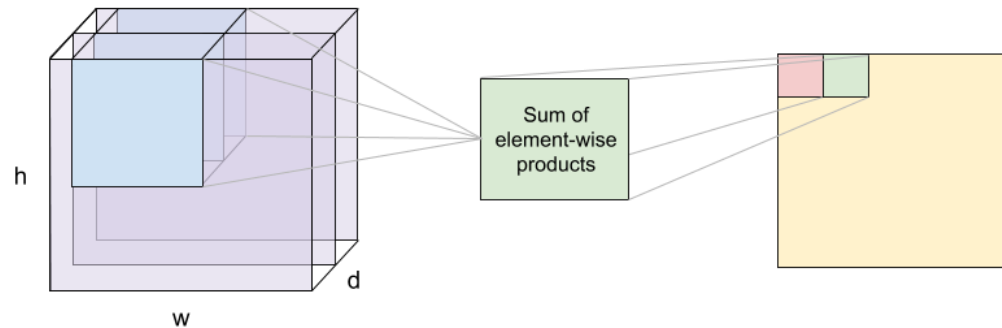 Sum of
element-wise
products
h
d
w